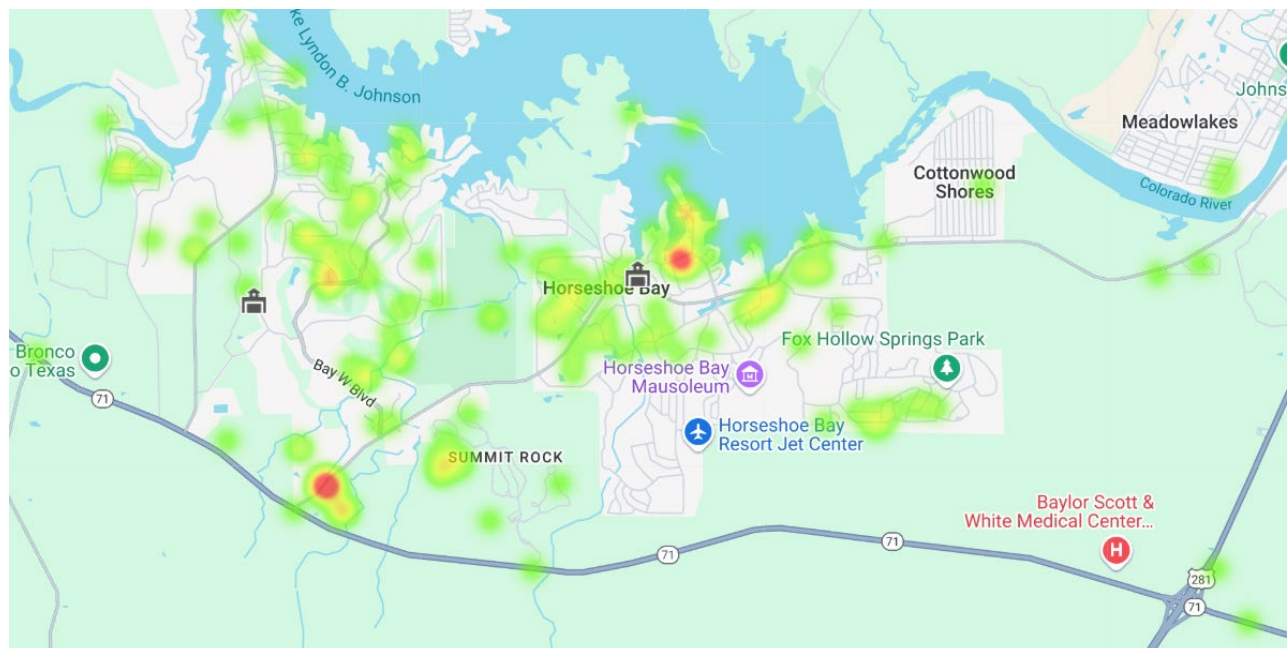 ke Lyndon B. Johnson
Johns
Meadowlakes
Cottonwood
Shores
Colorado River
Horseshoe Bay
Fox Hollow Springs Park
Bronco
o Texas
Bay W Blvd
Horseshoe Bay
Mausoleum
71
Horseshoe Bay
Resort Jet Center
SUMMIT ROCK
Baylor Scott &
White Medical Center...
H
71
71
281
71